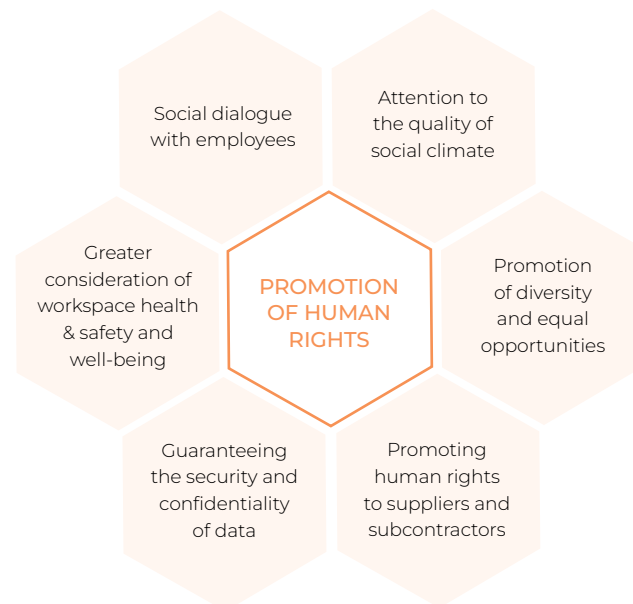 Social dialogue
with employees
Attention to
the quality of
social climate
Greater
consideration of
workspace health
& safety and
well-being
PROMOTION
OF HUMAN
RIGHTS
Promotion
of diversity
and equal
opportunities
Guaranteeing
the security and
confidentiality
of data
Promoting
human rights
to suppliers and
subcontractors